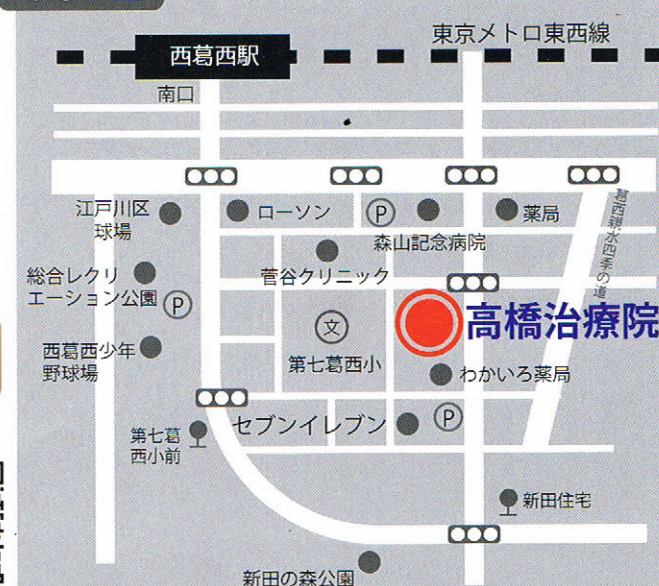 東京メトロ東西線
西葛西駅
南口
江戸川区
球場
ローソン
P
森山記念病院
薬局
葛西親水四季の道
総合レクリ
エーション公園
P
菅谷クリニック
高橋治療院
文
第七葛西小
西葛西少年
野球場
わかいろ薬局
セブンイレブン
P
第七葛
西小前
新田住宅
新田の森公園